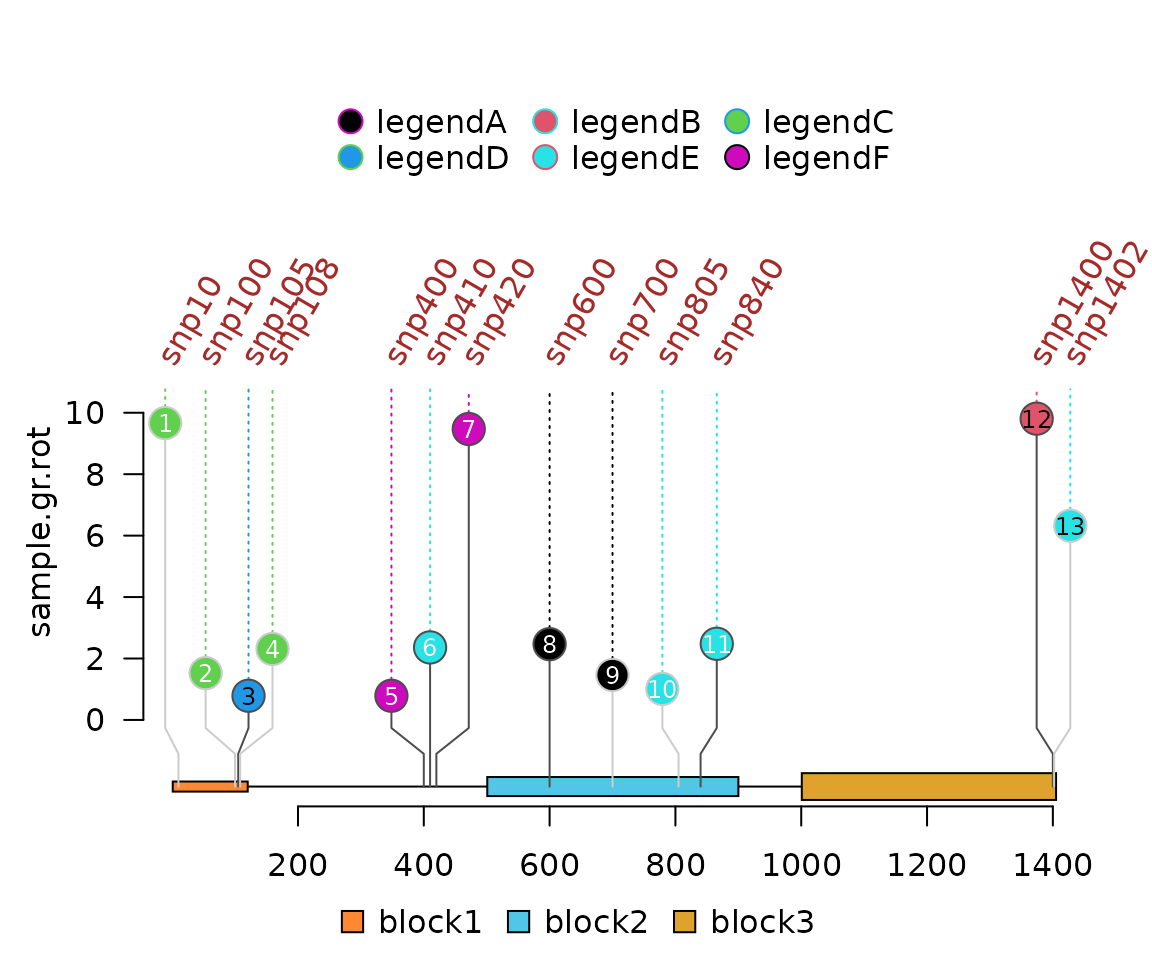 legendA legendB legendC
legendD legendE legendF
snp10 snp100 snp105 snp108 snp400 snp410 snp420 snp600 snp700 snp805 snp840 snp1400 snp1402
sample.gr.rot
10
8
6
4
2
0
1 2 3 4 5 6 7 8 9 10 11 12 13
200 400 600 800 1000 1200 1400
block1 block2 block3